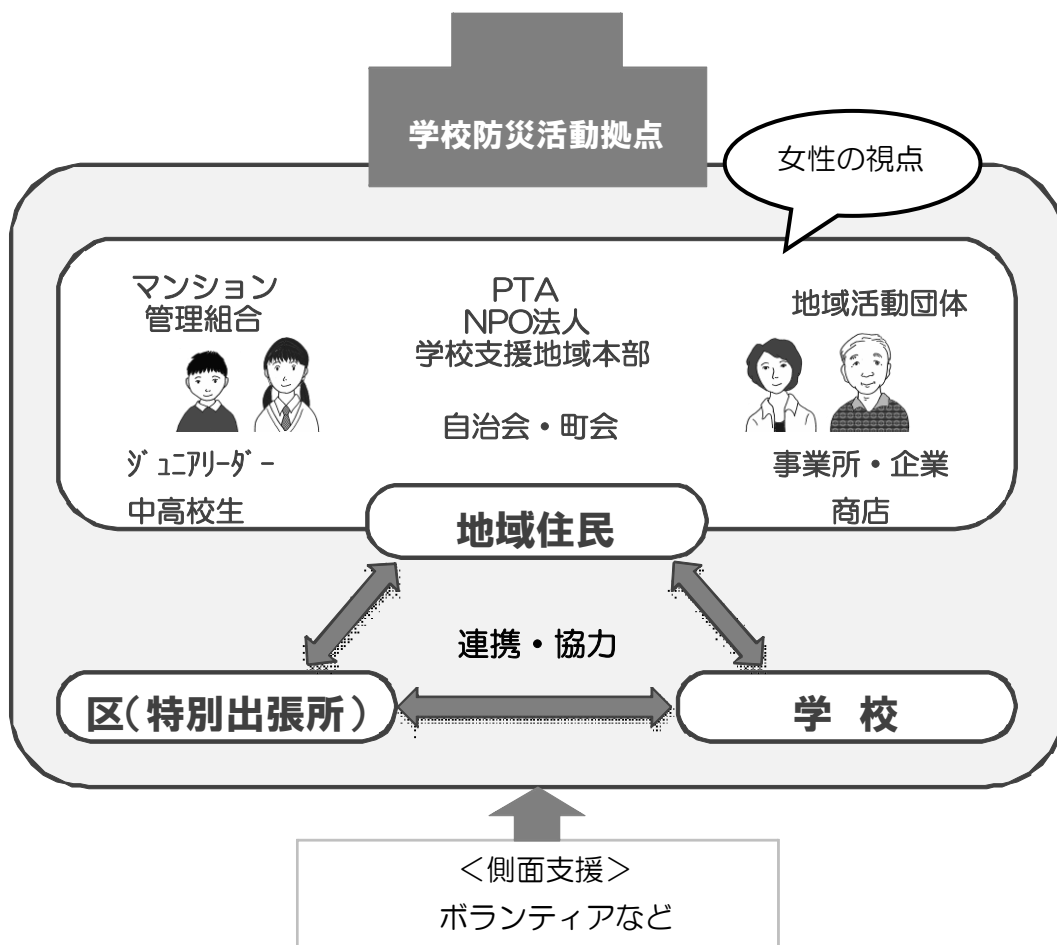 学校防災活動拠点
女性の視点
マンション
管理組合
PTA
NPO法人
学校支援地域本部
地域活動団体
自治会・町会
ｼﾞｭﾆｱﾘｰﾀﾞｰ
中高校生
事業所・企業
商店
地域住民
連携・協力
区（特別出張所）
学 校
＜側面支援＞
ボランティアなど